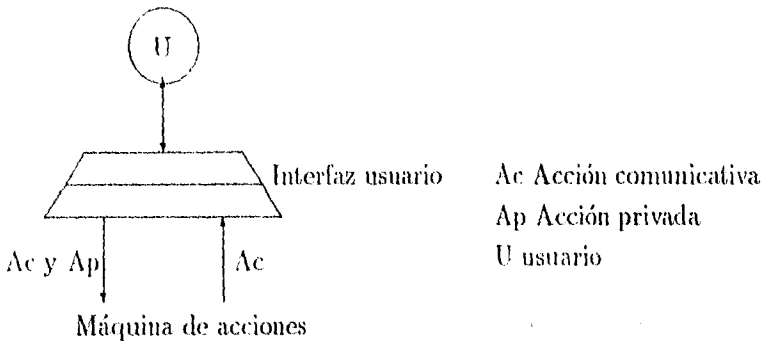 U
Interfaz usuario
Ac Acción comunicativa
Ap Acción privada
U usuario
Ac y Ap
Ac
Máquina de acciones